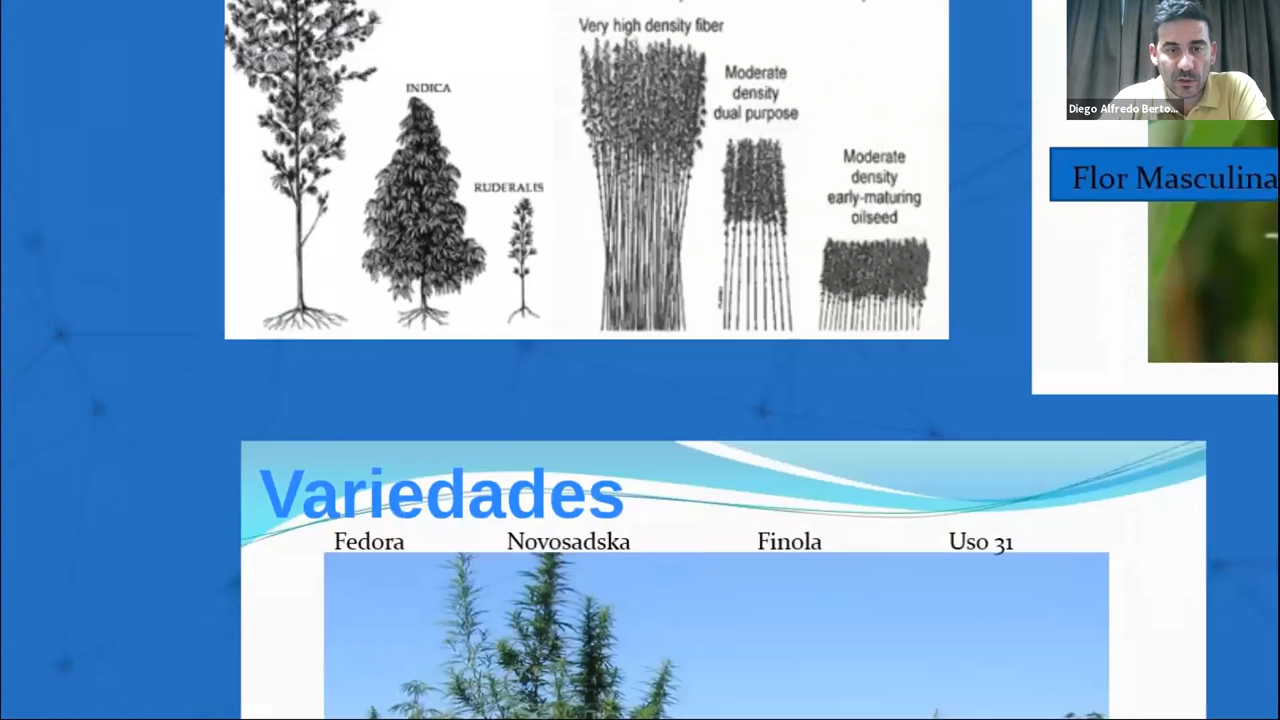 Very high density fiber
Moderate
density
dual purpose
INDICA
Moderate
density
early-maturing
oilseed
RUDERALIS
Diego Alfredo Berto...
Flor Masculina
Variedades
Fedora Novosadska Finola Uso 31